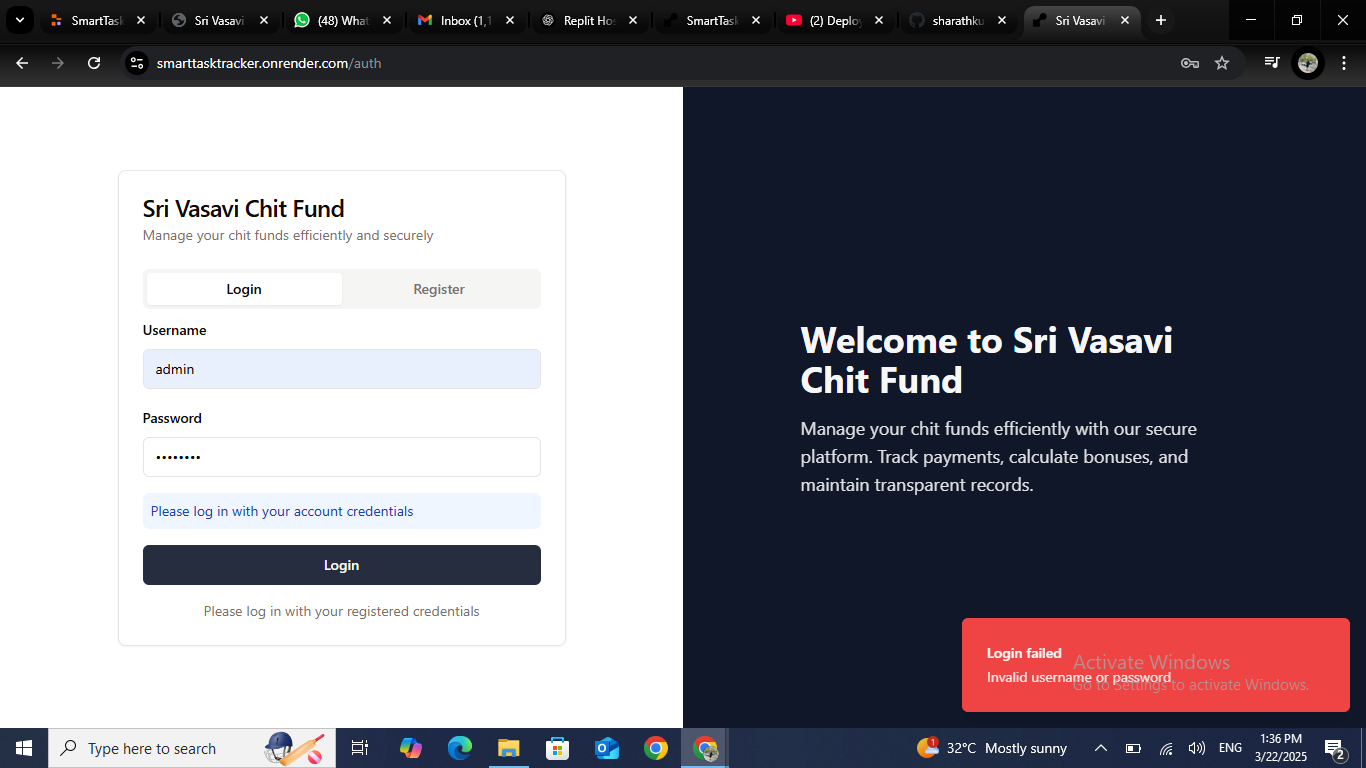 SmartTask
Sri Vasavi
(48) What
Inbox (1,1
Replit Hos
SmartTask
(2) Deploy
sharathku
Sri Vasavi
smarttasktracker.onrender.com/auth
Sri Vasavi Chit Fund
Manage your chit funds efficiently and securely
Login
Register
Username
admin
Password
••••••••
Please log in with your account credentials
Login
Please log in with your registered credentials
Welcome to Sri Vasavi
Chit Fund
Manage your chit funds efficiently with our secure
platform. Track payments, calculate bonuses, and
maintain transparent records.
Login failed
Invalid username or password
Activate Windows
Go to Settings to activate Windows.
Type here to search
1
32°C Mostly sunny
ENG
1:36 PM
3/22/2025
2